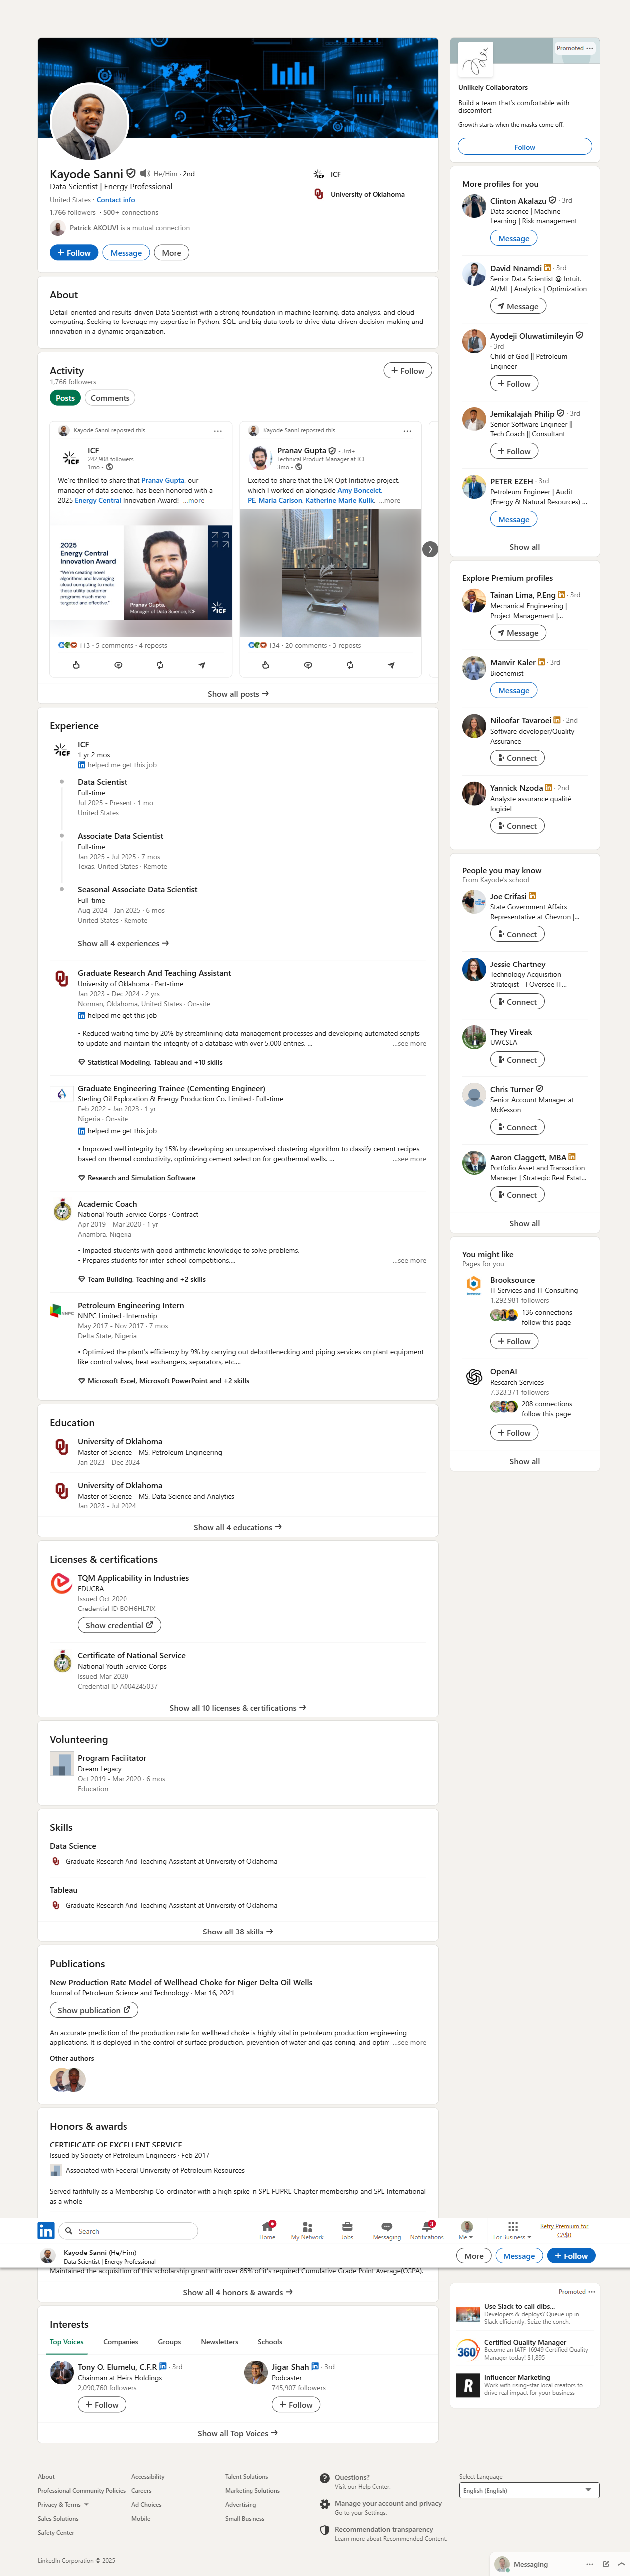 Kayode Sanni He/Him · 2nd
Data Scientist | Energy Professional
United States · Contact info
1,766 followers · 500+ connections
Patrick AKOUVI is a mutual connection
Follow
Message
More
ICF
University of Oklahoma
About
Detail-oriented and results-driven Data Scientist with a strong foundation in machine learning, data analysis, and cloud
computing. Seeking to leverage my expertise in Python, SQL, and big data tools to drive data-driven decision-making and
innovation in a dynamic organization.
Activity
1,766 followers
Follow
Posts
Comments
Kayode Sanni reposted this
ICF
242,908 followers
1mo •
We're thrilled to share that Pranav Gupta, our
manager of data science, has been honored with a
2025 Energy Central Innovation Award! ...more
2025
Energy Central
Innovation Award
"We're creating novel
algorithms and leveraging
cloud computing to make
these utility customer
programs much more
targeted and effective."
Pranav Gupta,
Manager of Data Science, ICF
ICF
113 · 5 comments · 4 reposts
Kayode Sanni reposted this
Pranav Gupta • 3rd+
Technical Product Manager at ICF
3mo •
Excited to share that the DR Opt Initiative project,
which I worked on alongside Amy Boncelet,
PE, Maria Carlson, Katherine Marie Kulik, ...more
134 · 20 comments · 3 reposts
Show all posts
Experience
ICF
1 yr 2 mos
helped me get this job
Data Scientist
Full-time
Jul 2025 - Present · 1 mo
United States
Associate Data Scientist
Full-time
Jan 2025 - Jul 2025 · 7 mos
Texas, United States · Remote
Seasonal Associate Data Scientist
Full-time
Aug 2024 - Jan 2025 · 6 mos
United States · Remote
Show all 4 experiences
Graduate Research And Teaching Assistant
University of Oklahoma · Part-time
Jan 2023 - Dec 2024 · 2 yrs
Norman, Oklahoma, United States · On-site
helped me get this job
• Reduced waiting time by 20% by streamlining data management processes and developing automated scripts
to update and maintain the integrity of a database with over 5,000 entries. ... ...see more
Statistical Modeling, Tableau and +10 skills
Graduate Engineering Trainee (Cementing Engineer)
Sterling Oil Exploration & Energy Production Co. Limited · Full-time
Feb 2022 - Jan 2023 · 1 yr
Nigeria · On-site
helped me get this job
• Improved well integrity by 15% by developing an unsupervised clustering algorithm to classify cement recipes
based on thermal conductivity, optimizing cement selection for geothermal wells. ... ...see more
Research and Simulation Software
Academic Coach
National Youth Service Corps · Contract
Apr 2019 - Mar 2020 · 1 yr
Anambra, Nigeria
• Impacted students with good arithmetic knowledge to solve problems.
• Prepares students for inter-school competitions.... ...see more
Team Building, Teaching and +2 skills
Petroleum Engineering Intern
NNPC Limited · Internship
May 2017 - Nov 2017 · 7 mos
Delta State, Nigeria
• Optimized the plant's efficiency by 9% by carrying out debottlenecking and piping services on plant equipment
like control valves, heat exchangers, separators, etc,...
Microsoft Excel, Microsoft PowerPoint and +2 skills
Education
University of Oklahoma
Master of Science - MS, Petroleum Engineering
Jan 2023 - Dec 2024
University of Oklahoma
Master of Science - MS, Data Science and Analytics
Jan 2023 - Jul 2024
Show all 4 educations
Licenses & certifications
TQM Applicability in Industries
EDUCBA
Issued Oct 2020
Credential ID BOH6HL7IX
Show credential
Certificate of National Service
National Youth Service Corps
Issued Mar 2020
Credential ID A004245037
Show all 10 licenses & certifications
Volunteering
Program Facilitator
Dream Legacy
Oct 2019 - Mar 2020 · 6 mos
Education
Skills
Data Science
Graduate Research And Teaching Assistant at University of Oklahoma
Tableau
Graduate Research And Teaching Assistant at University of Oklahoma
Show all 38 skills
Publications
New Production Rate Model of Wellhead Choke for Niger Delta Oil Wells
Journal of Petroleum Science and Technology · Mar 16, 2021
Show publication
An accurate prediction of the production rate for wellhead choke is highly vital in petroleum production engineering
applications. It is deployed in the control of surface production, prevention of water and gas coning, and optim ...see more
Other authors
Honors & awards
CERTIFICATE OF EXCELLENT SERVICE
Issued by Society of Petroleum Engineers · Feb 2017
Associated with Federal University of Petroleum Resources
Served faithfully as a Membership Co-ordinator with a high spike in SPE FUPRE Chapter membership and SPE International
as a whole
in
Search
Home
My Network
Jobs
Messaging
3
Notifications
Me
For Business
Retry Premium for
CA$0
Kayode Sanni (He/Him)
Data Scientist | Energy Professional
More
Message
Follow
Maintained the academic qualification of this scholarship grant with over 85% of it's required Cumulative Grade Point Average(CGPA).
Show all 4 honors & awards
Interests
Top Voices
Companies
Groups
Newsletters
Schools
Tony O. Elumelu, C.F.R · 3rd
Chairman at Heirs Holdings
2,090,760 followers
Follow
Jigar Shah · 3rd
Podcaster
745,907 followers
Follow
Show all Top Voices
Promoted
Unlikely Collaborators
Build a team that's comfortable with
discomfort
Growth starts when the masks come off.
Follow
More profiles for you
Clinton Akalazu · 3rd
Data science | Machine
Learning | Risk management
Message
David Nnamdi · 3rd
Senior Data Scientist @ Intuit,
AI/ML | Analytics | Optimization
Message
Ayodeji Oluwatimileyin
· 3rd
Child of God || Petroleum
Engineer
Follow
Jemikalajah Philip · 3rd
Senior Software Engineer ||
Tech Coach || Consultant
Follow
PETER EZEH · 3rd
Petroleum Engineer | Audit
(Energy & Natural Resources) ...
Message
Show all
Explore Premium profiles
Tainan Lima, P.Eng · 3rd
Mechanical Engineering |
Project Management |...
Message
Manvir Kaler · 3rd
Biochemist
Message
Niloofar Tavaroei · 2nd
Software developer/Quality
Assurance
Connect
Yannick Nzoda · 2nd
Analyste assurance qualité
logiciel
Connect
People you may know
From Kayode's school
Joe Crifasi
State Government Affairs
Representative at Chevron |...
Connect
Jessie Chartney
Technology Acquisition
Strategist - I Oversee IT...
Connect
They Vireak
UWCSEA
Connect
Chris Turner
Senior Account Manager at
McKesson
Connect
Aaron Claggett, MBA
Portfolio Asset and Transaction
Manager | Strategic Real Estat...
Connect
Show all
You might like
Pages for you
Brooksource
IT Services and IT Consulting
1,292,981 followers
136 connections
follow this page
Follow
OpenAI
Research Services
7,328,371 followers
208 connections
follow this page
Follow
Show all
Promoted
Use Slack to call dibs...
Developers & deploys? Queue up in
Slack efficiently. Seize the conch.
360
Certified Quality Manager
Become an IATF 16949 Certified Quality
Manager today! $1,895
R
Influencer Marketing
Work with rising-star local creators to
drive real impact for your business
About
Accessibility
Talent Solutions
Professional Community Policies
Careers
Marketing Solutions
Privacy & Terms
Ad Choices
Advertising
Sales Solutions
Mobile
Small Business
Safety Center
Questions?
Visit our Help Center.
Manage your account and privacy
Go to your Settings.
Recommendation transparency
Learn more about Recommended Content.
Select Language
English (English)
LinkedIn Corporation © 2025
Messaging